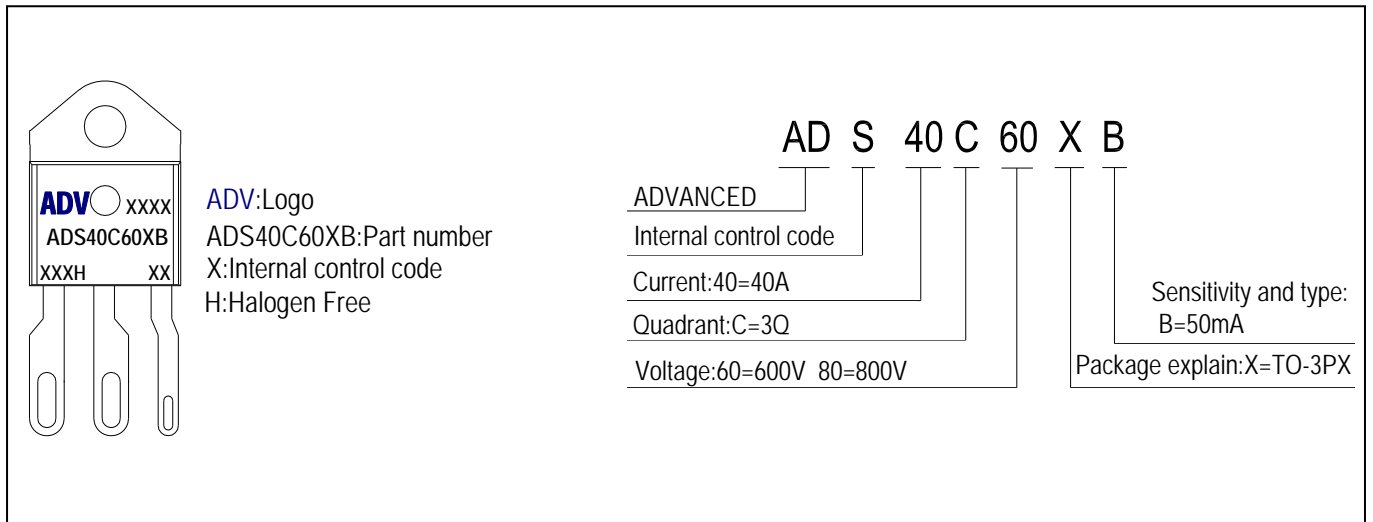 ADV XXXX
ADS40C60XB
XXXH XX
ADV:Logo
ADS40C60XB:Part number
X:Internal control code
H:Halogen Free
AD S 40 C 60 X B
ADVANCED
Internal control code
Current:40=40A
Quadrant:C=3Q
Voltage:60=600V 80=800V
Sensitivity and type:
B=50mA
Package explain:X=TO-3PX